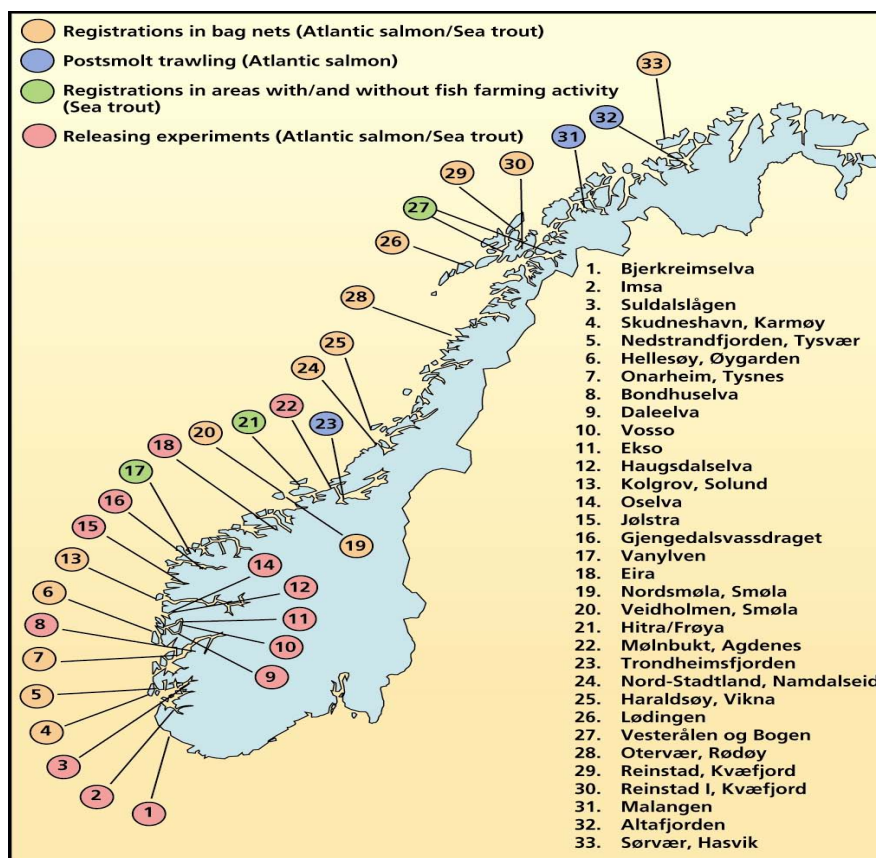 Registrations in bag nets (Atlantic salmon/Sea trout)
Postsmolt trawling (Atlantic salmon)
Registrations in areas with/and without fish farming activity
(Sea trout)
Releasing experiments (Atlantic salmon/Sea trout)
33
32
31
30
29
27
26
28
25
24
23
22
21
20
18
17
16
15
19
13
14
12
6
11
8
10
7
9
5
4
3
2
1
1. Bjerkreimselva
2. Imsa
3. Suldalslågen
4. Skudneshavn, Karmøy
5. Nedstrandfjorden, Tysvær
6. Hellesøy, Øygarden
7. Onarheim, Tysnes
8. Bondhuselva
9. Daleelva
10. Vosso
11. Ekso
12. Haugsdalselva
13. Kolgrov, Solund
14. Oselva
15. Jølstra
16. Gjengedalsvassdraget
17. Vanylven
18. Eira
19. Nordsmøla, Smøla
20. Veidholmen, Smøla
21. Hitra/Frøya
22. Mølnbukt, Agdenes
23. Trondheimsfjorden
24. Nord-Stadtland, Namdalseid
25. Haraldsøy, Vikna
26. Lødingen
27. Vesterålen og Bogen
28. Otervær, Rødøy
29. Reinstad, Kvæfjord
30. Reinstad I, Kvæfjord
31. Malangen
32. Altafjorden
33. Sørvær, Hasvik